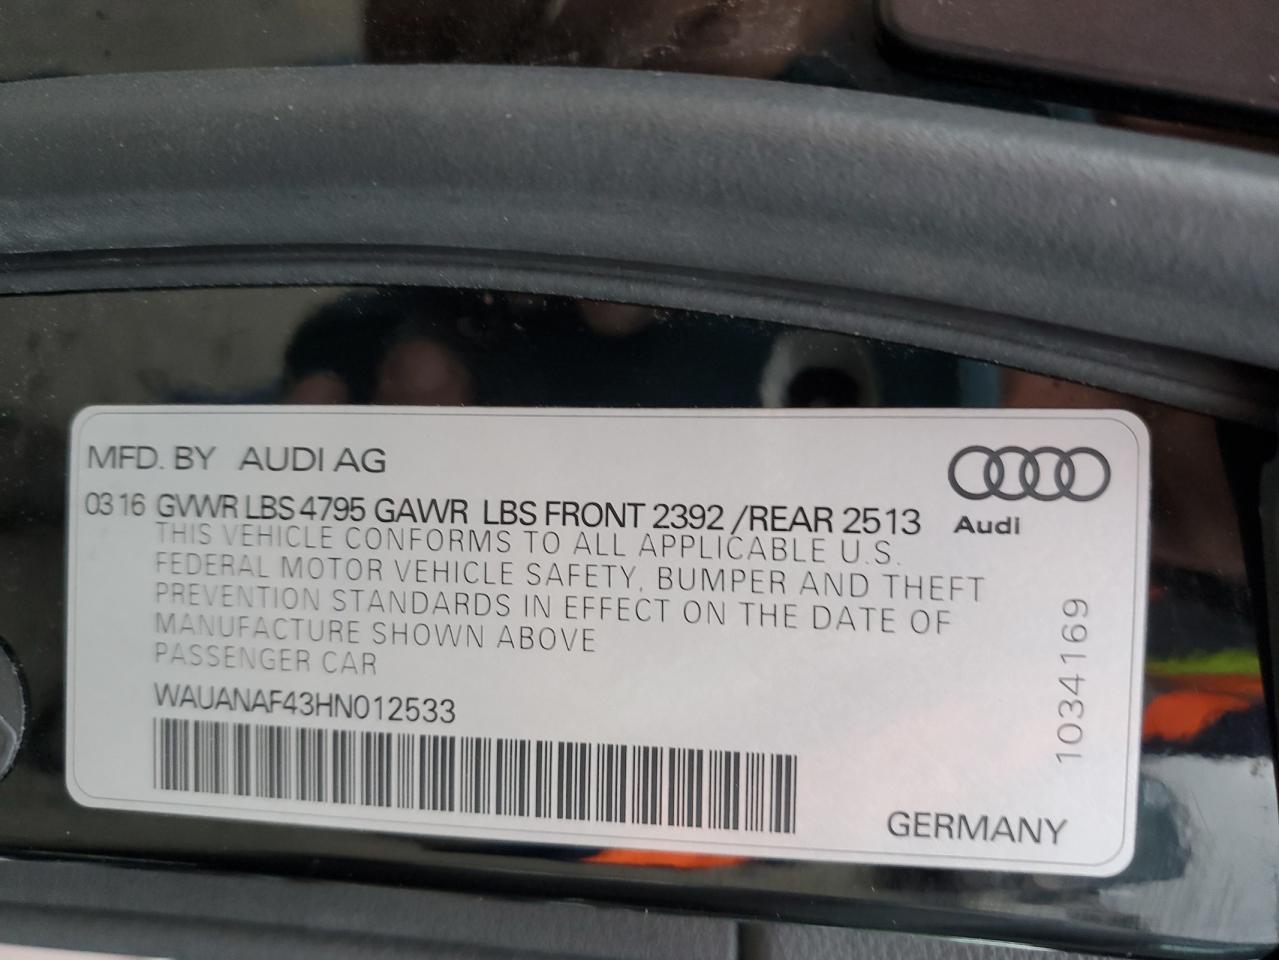 MFD. BY AUDI AG
03 16 GVWR LBS 4795 GAWR LBS FRONT 2392 /REAR 2513
Audi
THIS VEHICLE CONFORMS TO ALL APPLICABLE U.S.
FEDERAL MOTOR VEHICLE SAFETY, BUMPER AND THEFT
PREVENTION STANDARDS IN EFFECT ON THE DATE OF
MANUFACTURE SHOWN ABOVE
PASSENGER CAR
WAUANAF43HN012533
1034169
GERMANY